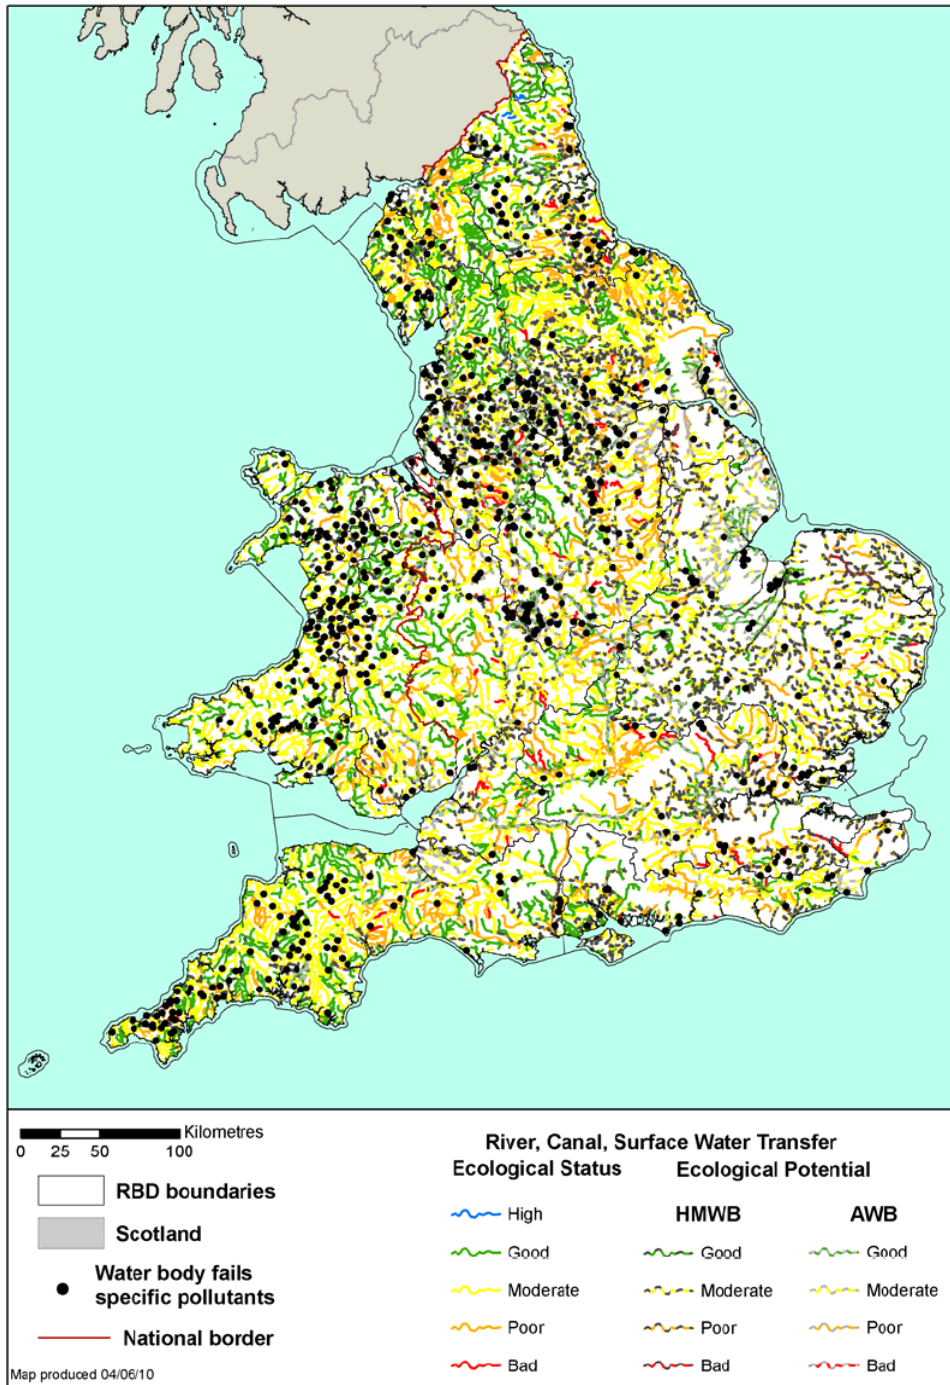 Kilometres
0 25 50 100
RBD boundaries
Scotland
Water body fails
specific pollutants
National border
Map produced 04/06/10
River, Canal, Surface Water Transfer
Ecological Status Ecological Potential
HMWB AWB
High
Good Good Good
Moderate Moderate Moderate
Poor Poor Poor
Bad Bad Bad